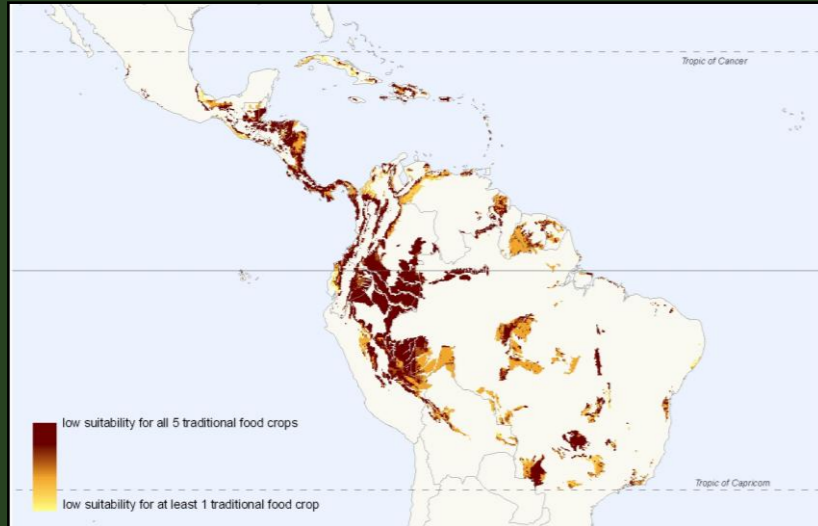 Tropic of Cancer
low suitability for all 5 traditional food crops
low suitability for at least 1 traditional food crop
Tropic of Capricorn